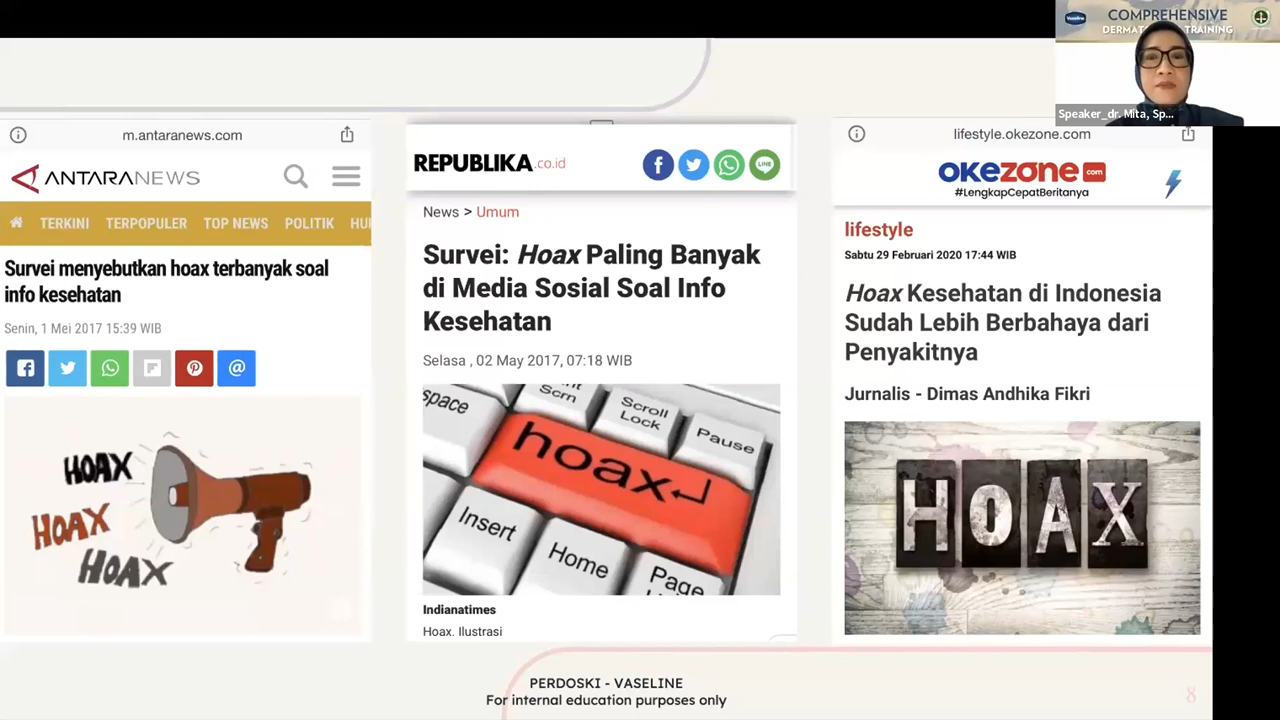 COMPREHENSIVE
Vaseline
Speaker_dr. Mita, Sp...
m.antaranews.com
ANTARANEWS
TERKINI TERPOPULER TOP NEWS POLITIK
Survei menyebutkan hoax terbanyak soal
info kesehatan
Senin, 1 Mei 2017 15:39 WIB
HOAX
HOAX
HOAX
REPUBLIKA.co.id
LINE
News > Umum
Survei: Hoax Paling Banyak
di Media Sosial Soal Info
Kesehatan
Selasa , 02 May 2017, 07:18 WIB
space
Scrn
Scroll
Lock
Pause
hoax
Insert
Home
Page
Indianatimes
Hoax. Ilustrasi
lifestyle.okezone.com
OKEZONE.com
#LengkapCepatBeritanya
lifestyle
Sabtu 29 Februari 2020 17:44 WIB
Hoax Kesehatan di Indonesia
Sudah Lebih Berbahaya dari
Penyakitnya
Jurnalis - Dimas Andhika Fikri
HOAX
PERDOSKI - VASELINE
For internal education purposes only
8